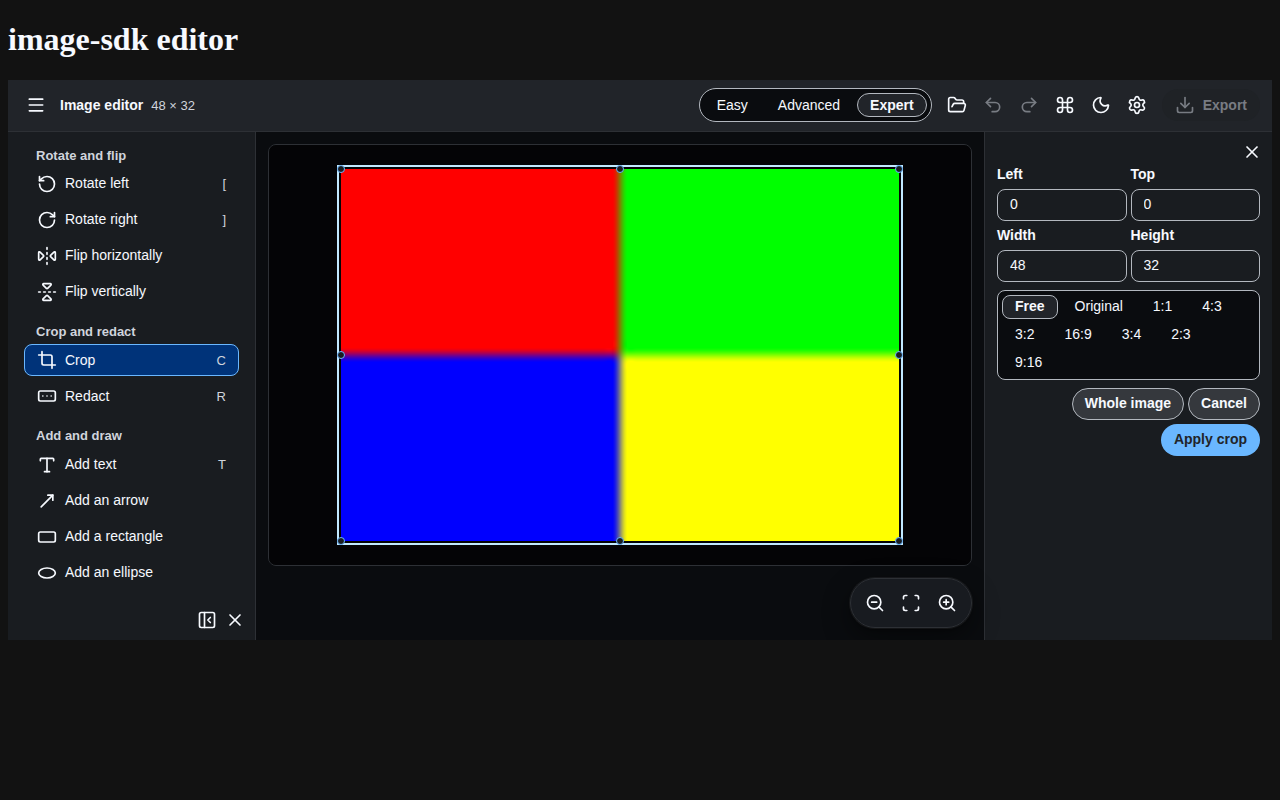 image-sdk editor
Image editor 48 × 32 Easy Advanced Expert Export
Rotate and flip
Rotate left [
Rotate right ]
Flip horizontally
Flip vertically
Crop and redact
Crop C
Redact R
Add and draw
Add text T
Add an arrow
Add a rectangle
Add an ellipse
Left Top
0 0
Width Height
48 32
Free Original 1:1 4:3
3:2 16:9 3:4 2:3
9:16
Whole image Cancel
Apply crop